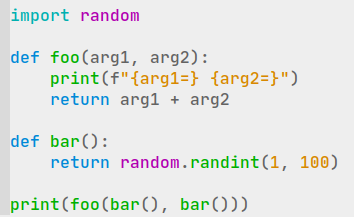 import random

def foo(arg1, arg2):
    print(f"{arg1=} {arg2=}")
    return arg1 + arg2

def bar():
    return random.randint(1, 100)

print(foo(bar(), bar()))